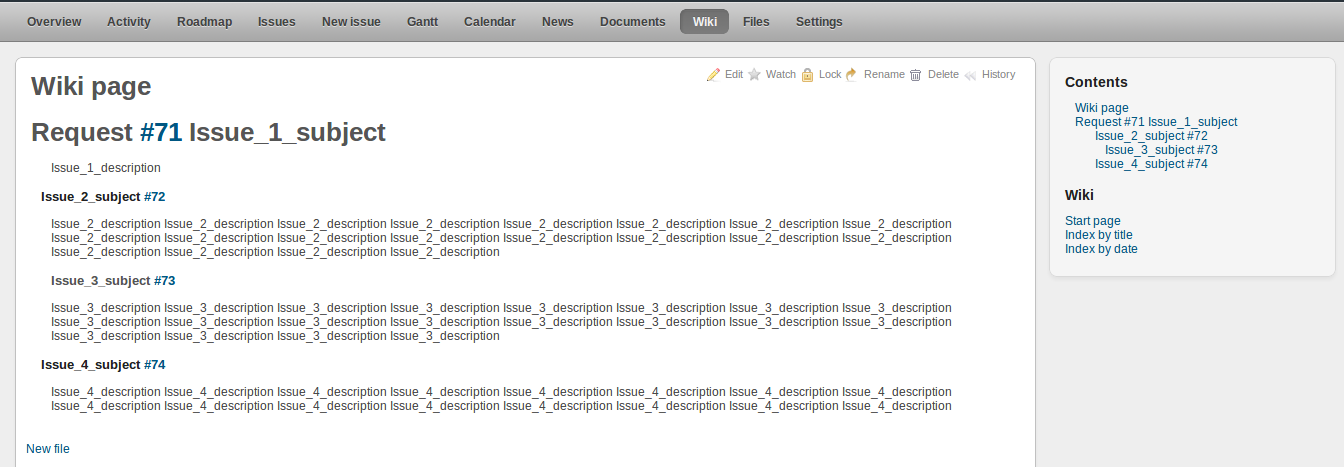 Overview Activity Roadmap Issues New issue Gantt Calendar News Documents Wiki Files Settings
Edit Watch Lock Rename Delete History
Wiki page
Request #71 Issue_1_subject
Issue_1_description
Issue_2_subject #72
Issue_2_description Issue_2_description Issue_2_description Issue_2_description Issue_2_description Issue_2_description Issue_2_description Issue_2_description
Issue_2_description Issue_2_description Issue_2_description Issue_2_description Issue_2_description Issue_2_description Issue_2_description Issue_2_description
Issue_2_description Issue_2_description Issue_2_description Issue_2_description
Issue_3_subject #73
Issue_3_description Issue_3_description Issue_3_description Issue_3_description Issue_3_description Issue_3_description Issue_3_description Issue_3_description
Issue_3_description Issue_3_description Issue_3_description Issue_3_description Issue_3_description Issue_3_description Issue_3_description Issue_3_description
Issue_3_description Issue_3_description Issue_3_description Issue_3_description
Issue_4_subject #74
Issue_4_description Issue_4_description Issue_4_description Issue_4_description Issue_4_description Issue_4_description Issue_4_description Issue_4_description
Issue_4_description Issue_4_description Issue_4_description Issue_4_description Issue_4_description Issue_4_description Issue_4_description Issue_4_description
New file
Contents
Wiki page
Request #71 Issue_1_subject
Issue_2_subject #72
Issue_3_subject #73
Issue_4_subject #74
Wiki
Start page
Index by title
Index by date